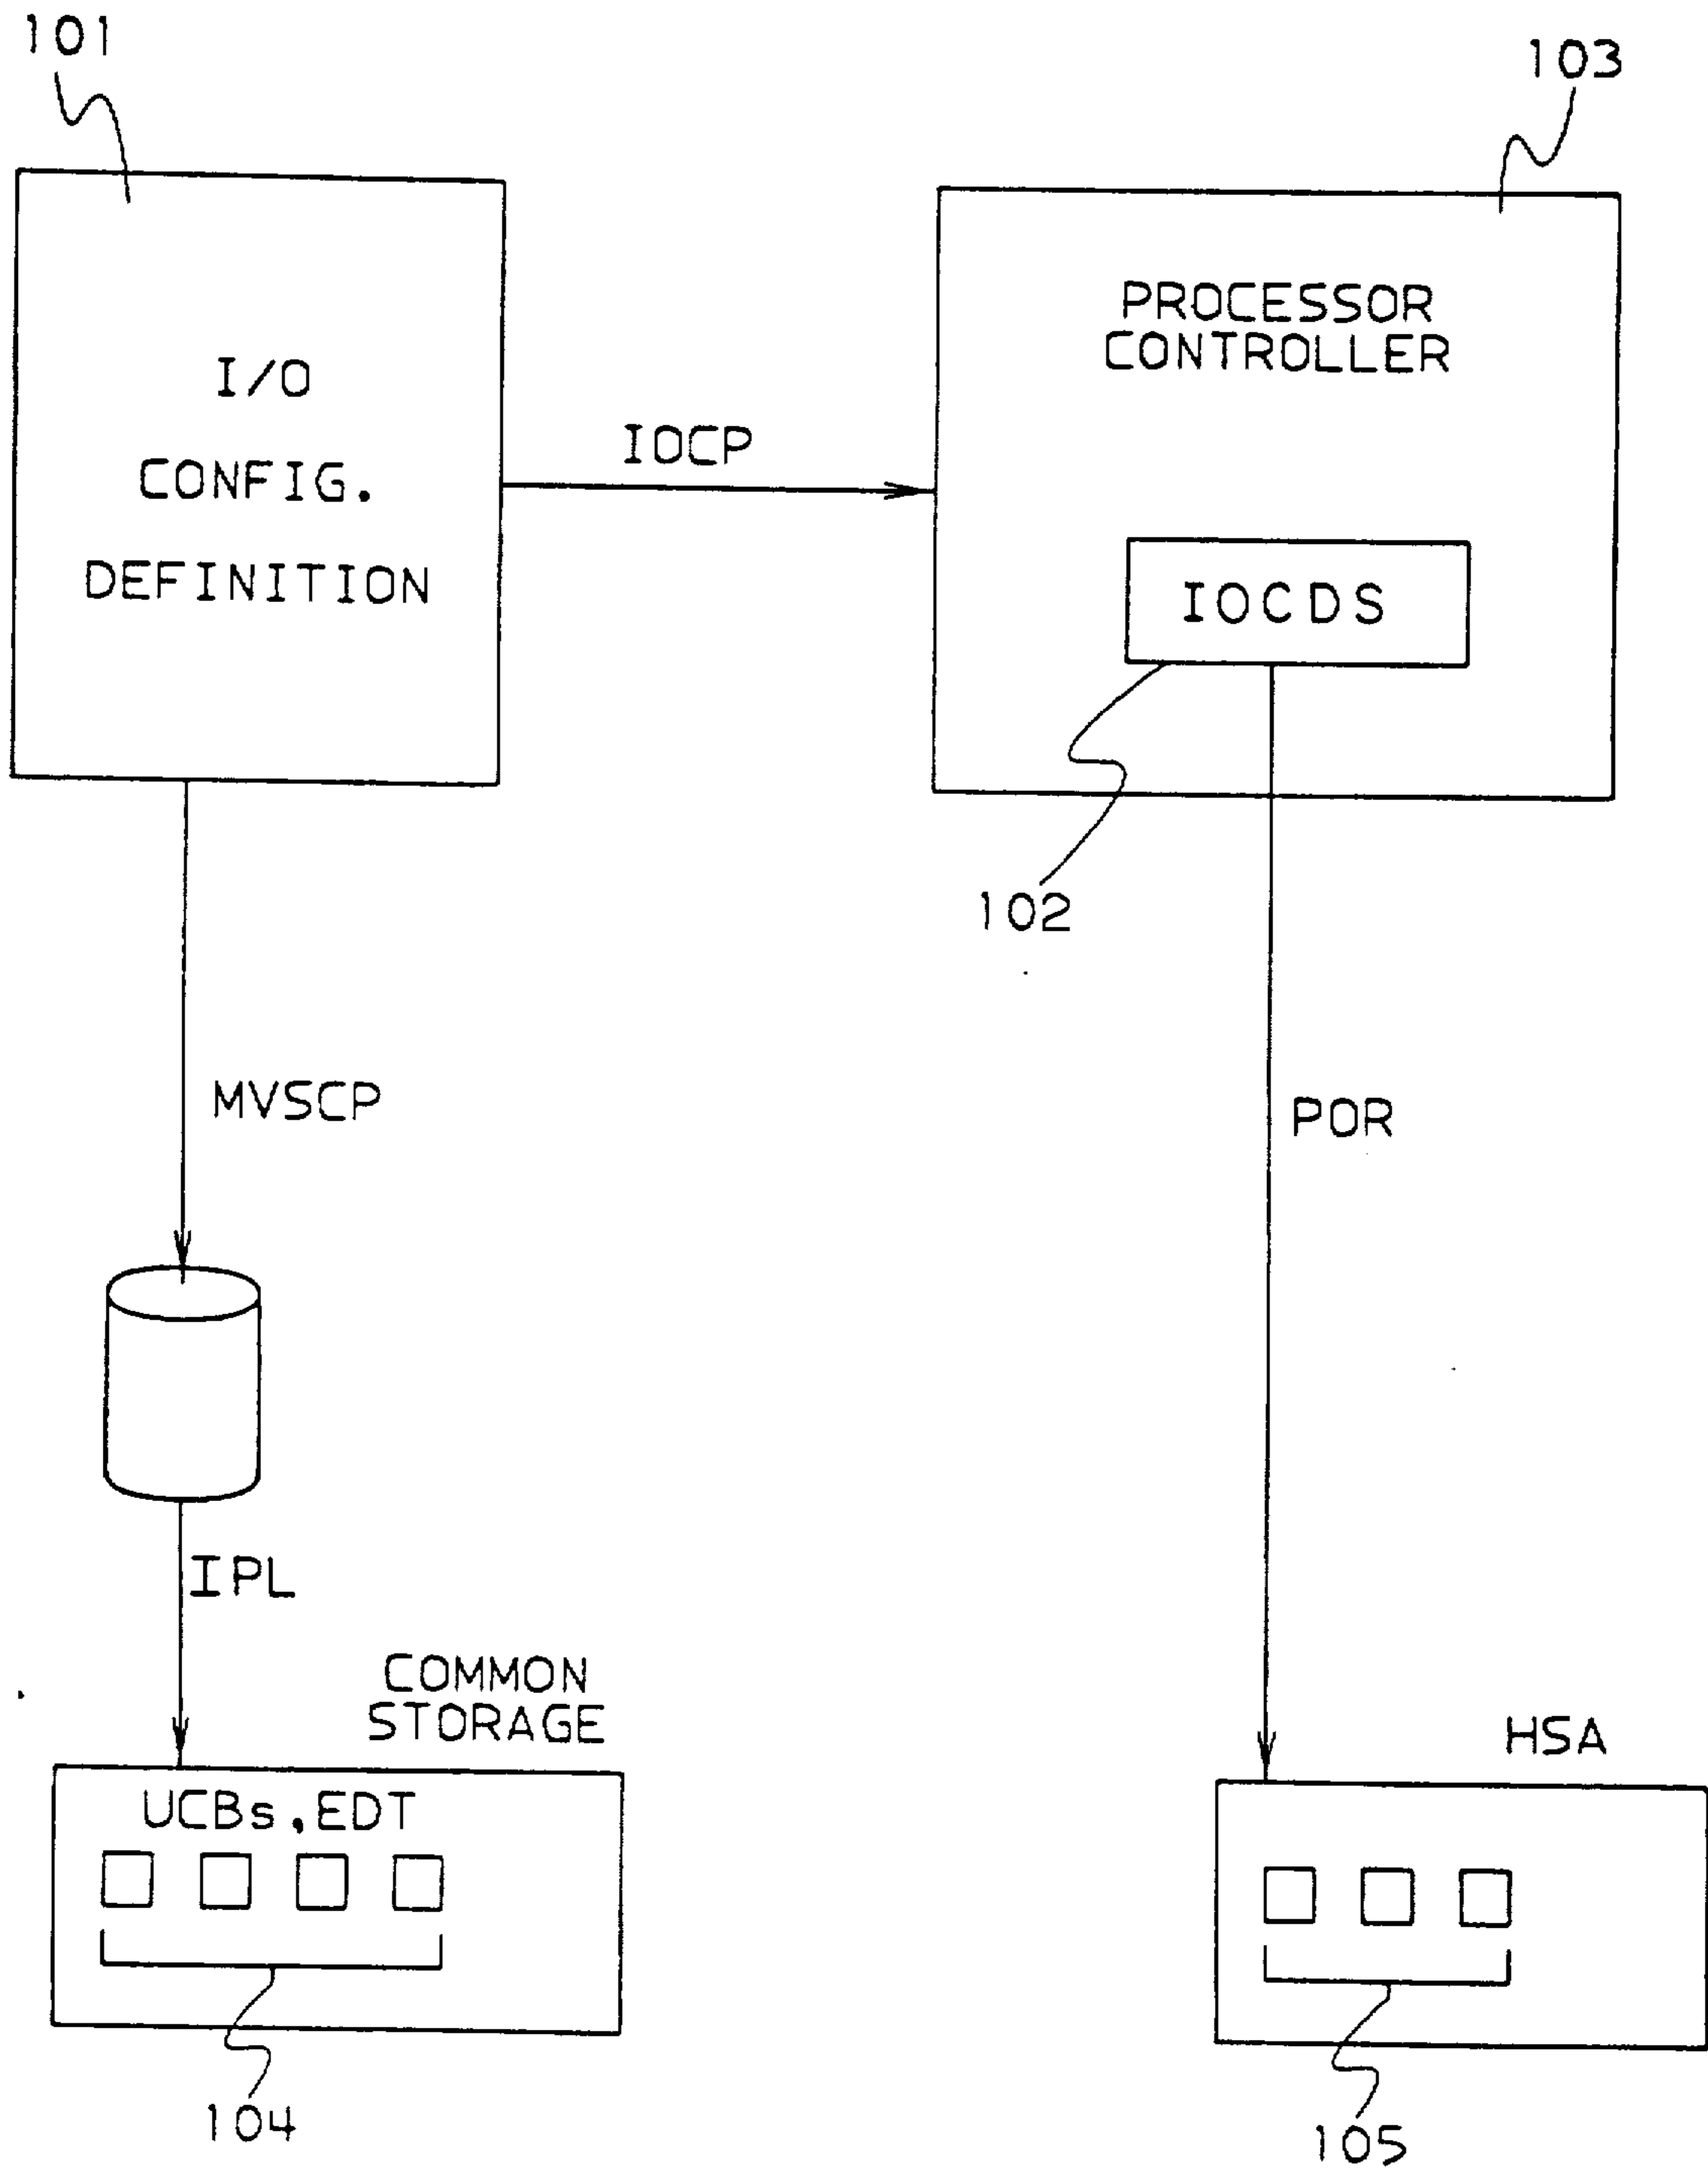 101
103
I/O
CONFIG.
DEFINITION
PROCESSOR
CONTROLLER
IOCP
IOCDS
102
MVSCP
POR
IPL
COMMON
STORAGE
HSA
UCBs,EDT
104
105